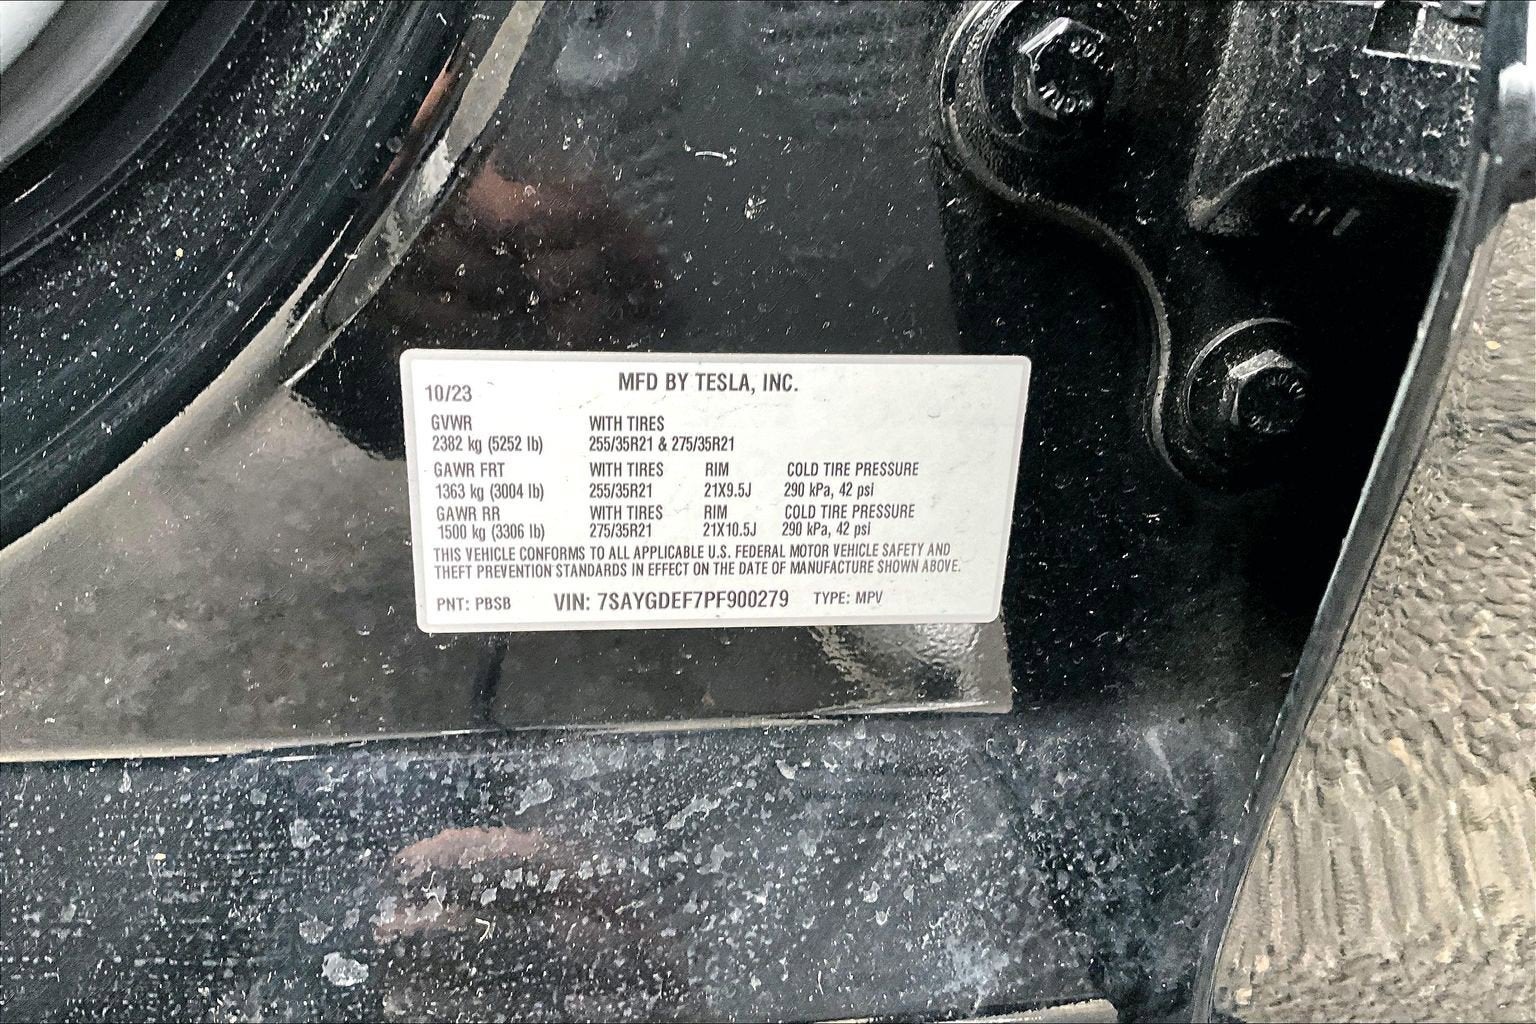 MFD BY TESLA, INC.
10/23
GVWR WITH TIRES
2382 kg (5252 lb) 255/35R21 & 275/35R21
GAWR FRT WITH TIRES RIM COLD TIRE PRESSURE
1363 kg (3004 lb) 255/35R21 21X9.5J 290 kPa, 42 psi
GAWR RR WITH TIRES RIM COLD TIRE PRESSURE
1500 kg (3306 lb) 275/35R21 21X10.5J 290 kPa, 42 psi
THIS VEHICLE CONFORMS TO ALL APPLICABLE U.S. FEDERAL MOTOR VEHICLE SAFETY AND
THEFT PREVENTION STANDARDS IN EFFECT ON THE DATE OF MANUFACTURE SHOWN ABOVE.
PNT: PBSB VIN: 7SAYGDEF7PF900279 TYPE: MPV